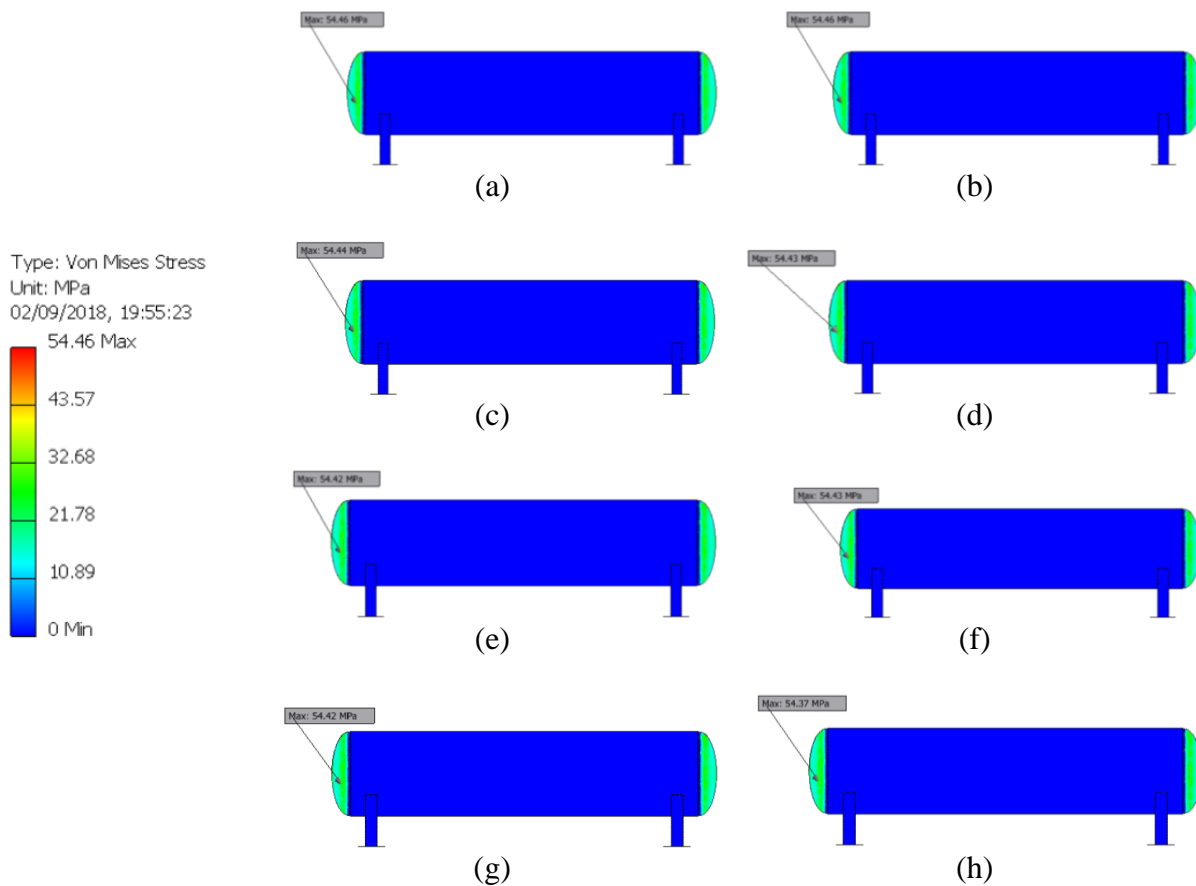 Max: 54.46 MPa
Max: 54.46 MPa
(a)
(b)
Type: Von Mises Stress
Unit: MPa
02/09/2018, 19:55:23
54.46 Max
43.57
32.68
21.78
10.89
0 Min
Max: 54.44 MPa
Max: 54.43 MPa
(c)
(d)
Max: 54.42 MPa
Max: 54.43 MPa
(e)
(f)
Max: 54.42 MPa
Max: 54.37 MPa
(g)
(h)